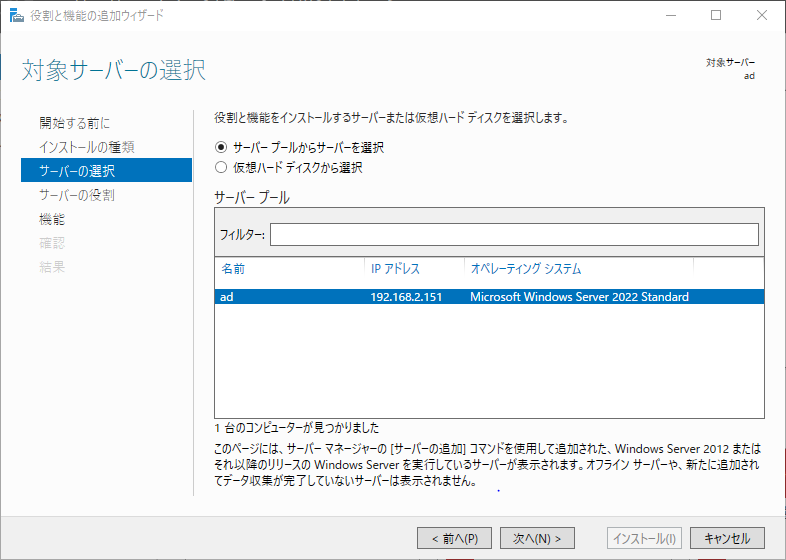 役割と機能の追加ウィザード
対象サーバーの選択
対象サーバー
ad
開始する前に
インストールの種類
サーバーの選択
サーバーの役割
機能
確認
結果
役割と機能をインストールするサーバーまたは仮想ハード ディスクを選択します。
サーバー プールからサーバーを選択
仮想ハード ディスクから選択
サーバー プール
フィルター:
名前 IP アドレス オペレーティング システム
ad 192.168.2.151 Microsoft Windows Server 2022 Standard
1 台のコンピューターが見つかりました
このページには、サーバー マネージャーの [サーバーの追加] コマンドを使用して追加された、Windows Server 2012 または
それ以降のリリースの Windows Server を実行しているサーバーが表示されます。オフライン サーバーや、新たに追加され
てデータ収集が完了していないサーバーは表示されません。
< 前へ(P) 次へ(N) > インストール(I) キャンセル